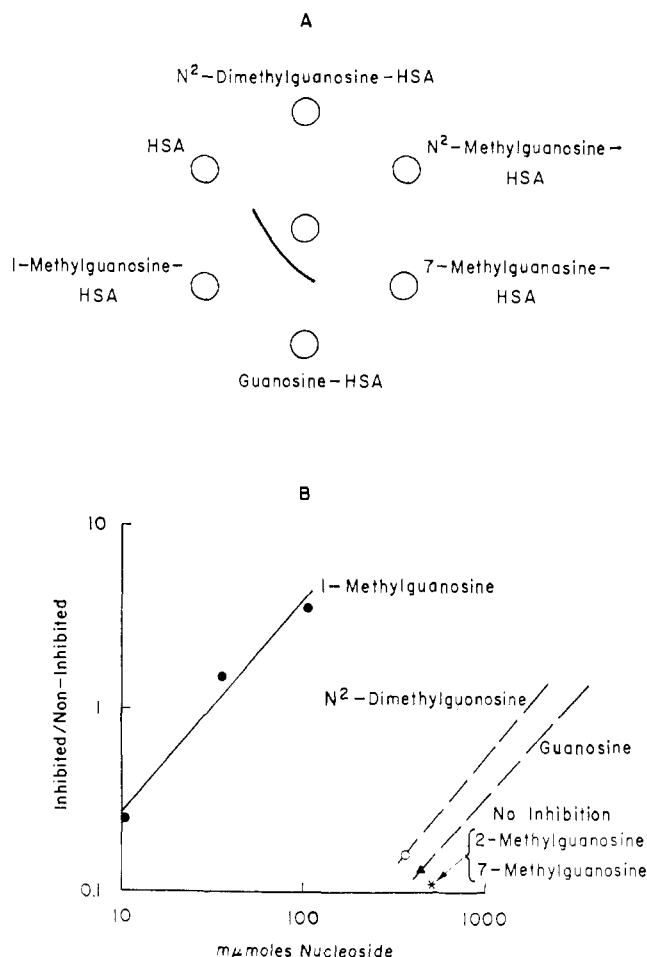 A
N²-Dimethylguanosine-HSA
HSA
N²-Methylguanosine-
HSA
1-Methylguanosine-
HSA
7-Methylguanasine-
HSA
Guanosine-HSA
B
10
1
0.1
Inhibited/Non-Inhibited
1-Methylguanosine
N²-Dimethylguonosine
Guanosine
No Inhibition
2-Methylguanosine
7-Methylguanosine
10
100
1000
mμmoles Nucleoside